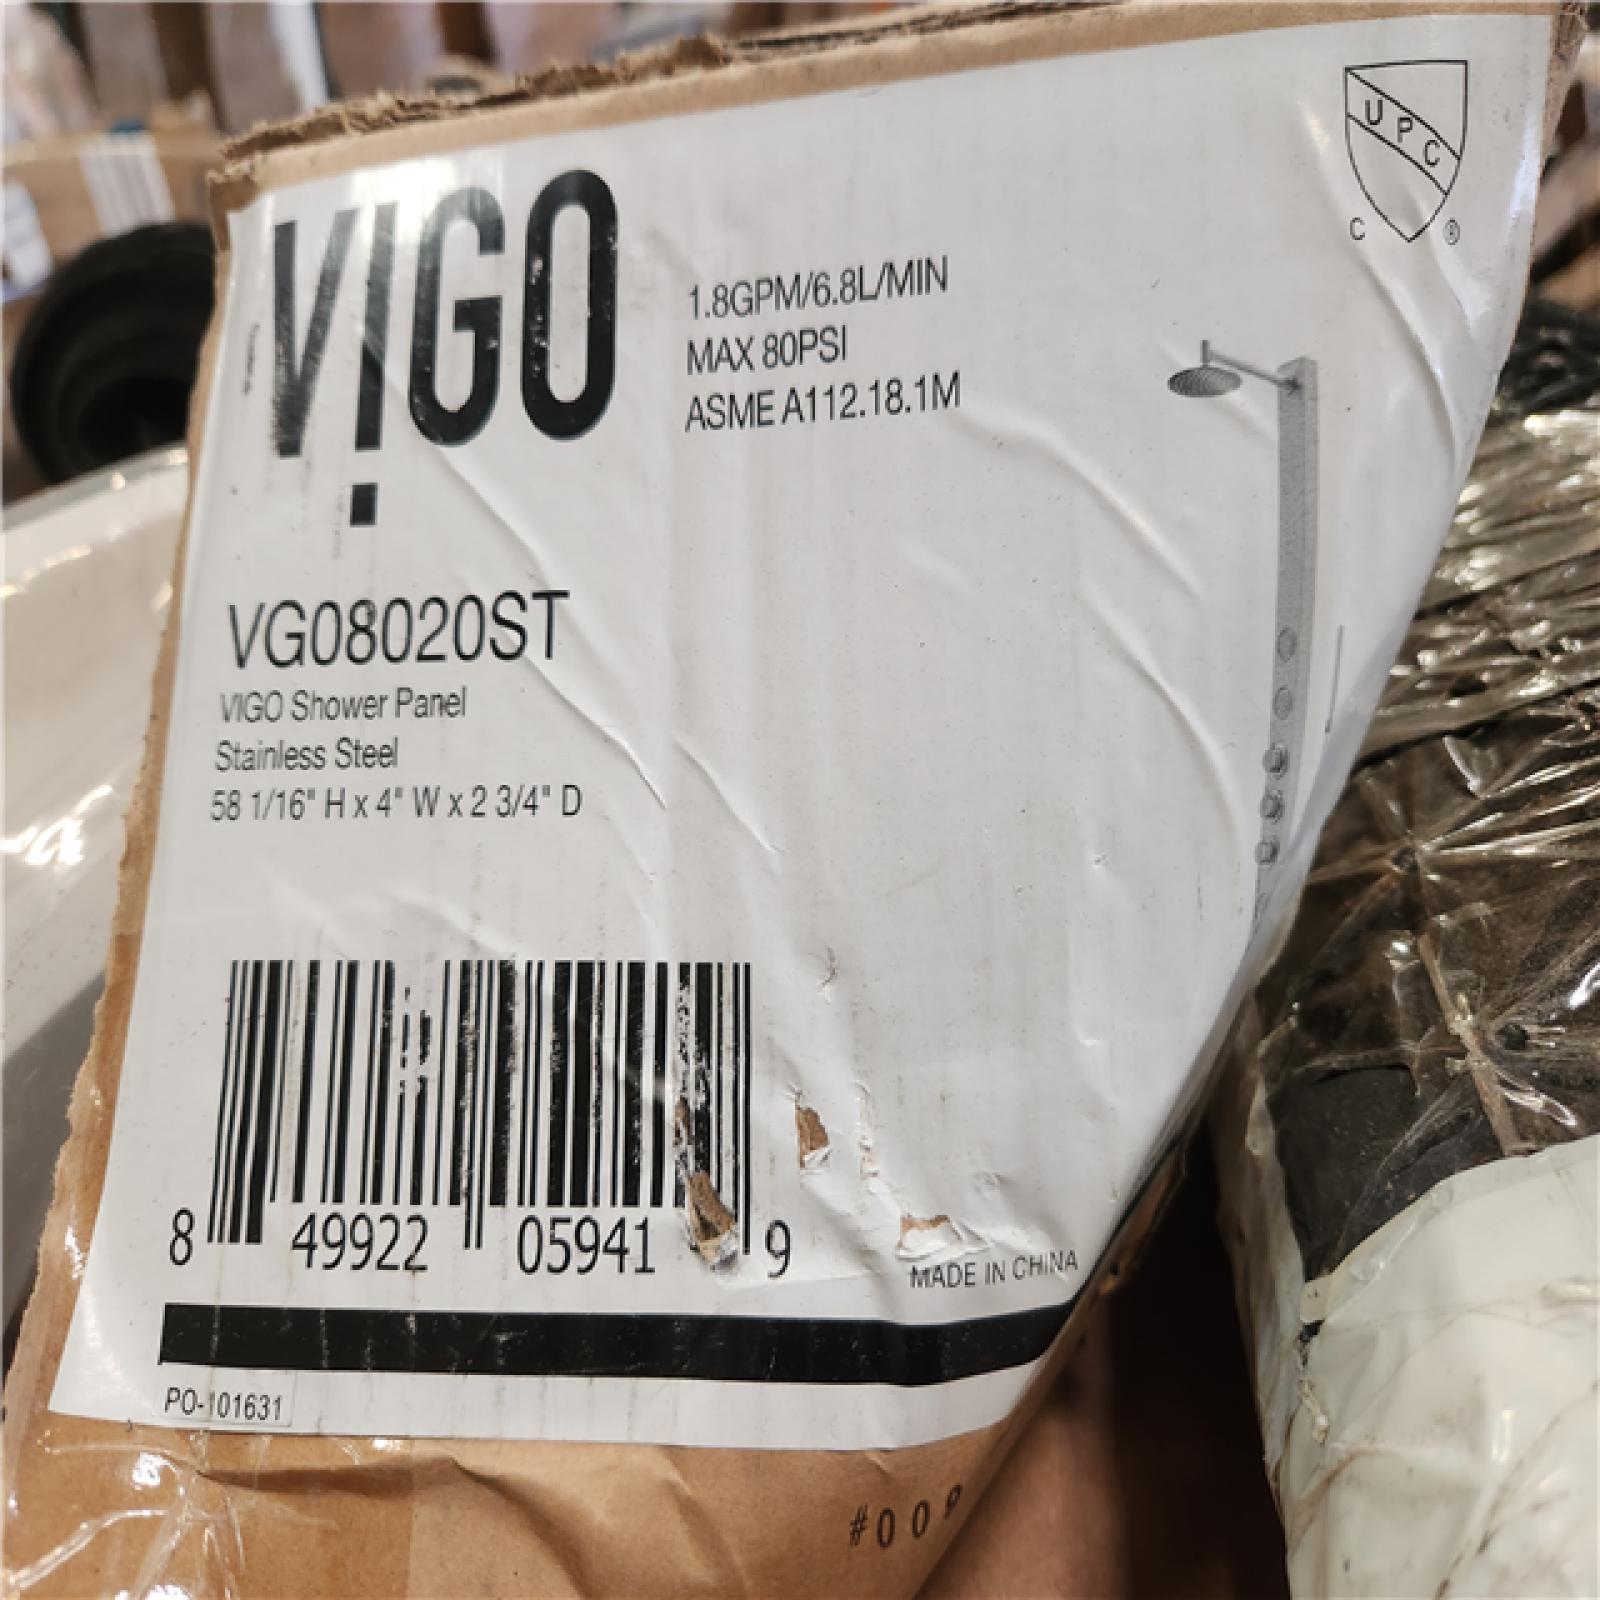 VIGO
1.8GPM/6.8L/MIN
MAX 80PSI
ASME A112.18.1M
UPC
C ®
VG08020ST
VIGO Shower Panel
Stainless Steel
58 1/16" H x 4" W x 2 3/4" D
8 49922 05941 9
MADE IN CHINA
PO-101631
#00